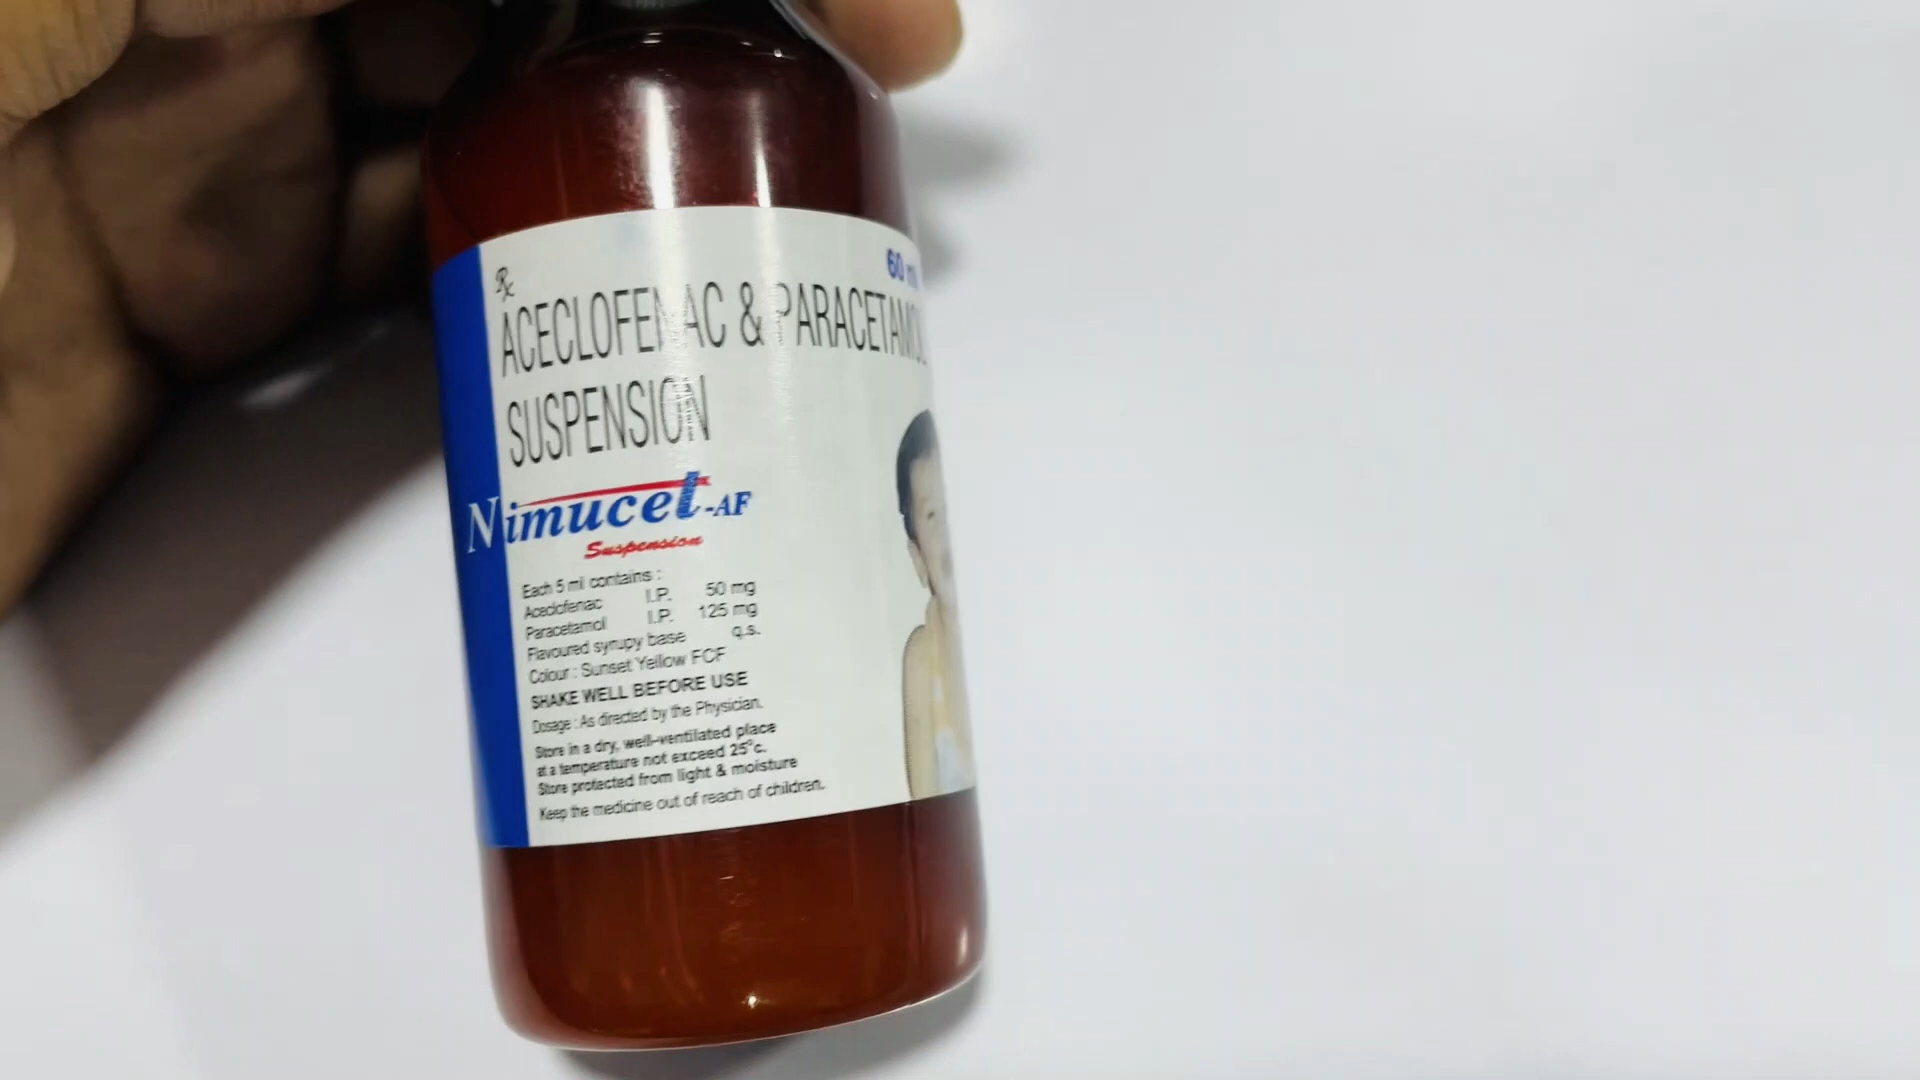 60 ml
Rx
ACECLOFENAC & PARACETAMOL
SUSPENSION
Nimucet-AF
Suspension
Each 5 ml contains :
Aceclofenac I.P. 50 mg
Paracetamol I.P. 125 mg
Flavoured syrupy base q.s.
Colour : Sunset Yellow FCF
SHAKE WELL BEFORE USE
Dosage : As directed by the Physician.
Store in a dry, well-ventilated place
at a temperature not exceed 25°c.
Store protected from light & moisture
Keep the medicine out of reach of children.